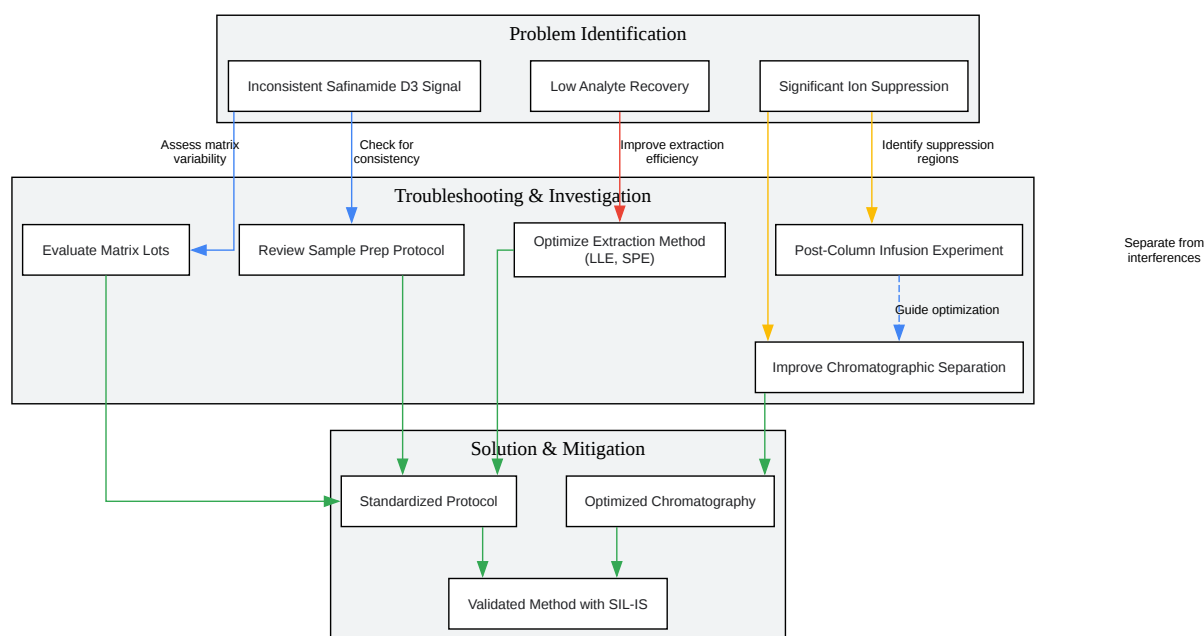 Problem Identification
Inconsistent Safinamide D3 Signal
Low Analyte Recovery
Significant Ion Suppression
Assess matrix
variability
Check for
consistency
Improve extraction
efficiency
Identify suppression
regions
Troubleshooting & Investigation
Evaluate Matrix Lots
Review Sample Prep Protocol
Optimize Extraction Method
(LLE, SPE)
Post-Column Infusion Experiment
Separate from
interferences
Guide optimization
Improve Chromatographic Separation
Solution & Mitigation
Standardized Protocol
Optimized Chromatography
Validated Method with SIL-IS